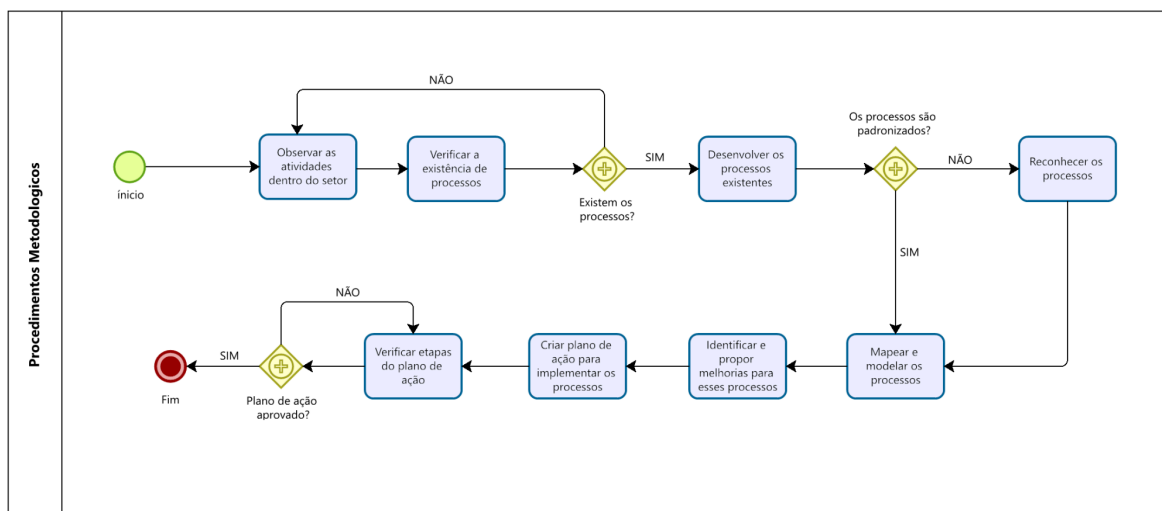 Procedimentos Metodologicos
NÃO
Os processos são
padronizados?
Observar as
atividades
dentro do setor
Verificar a
existência de
processos
SIM
Desenvolver os
processos
existentes
NÃO
Reconhecer os
processos
ínicio
Existem os
processos?
SIM
NÃO
SIM
Fim
Plano de ação
aprovado?
Verificar etapas
do plano de
ação
Criar plano de
ação para
implementar os
processos
Identificar e
propor
melhorias para
esses processos
Mapear e
modelar os
processos